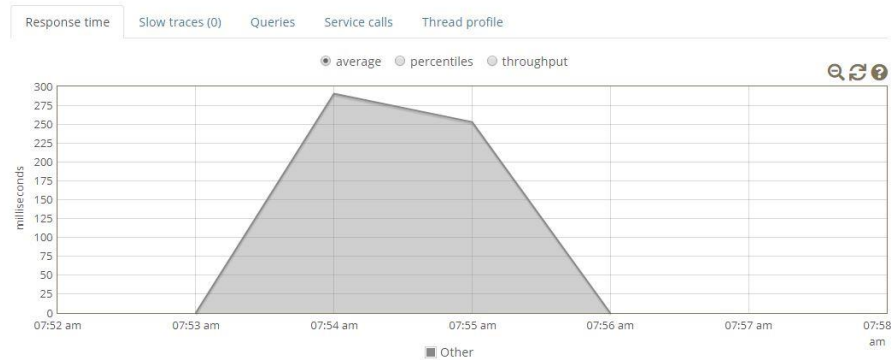 Response time Slow traces (0) Queries Service calls Thread profile
average percentiles throughput
300
275
250
225
200
175
150
125
100
75
50
25
0
milliseconds
07:52 am 07:53 am 07:54 am 07:55 am 07:56 am 07:57 am 07:58 am
Other